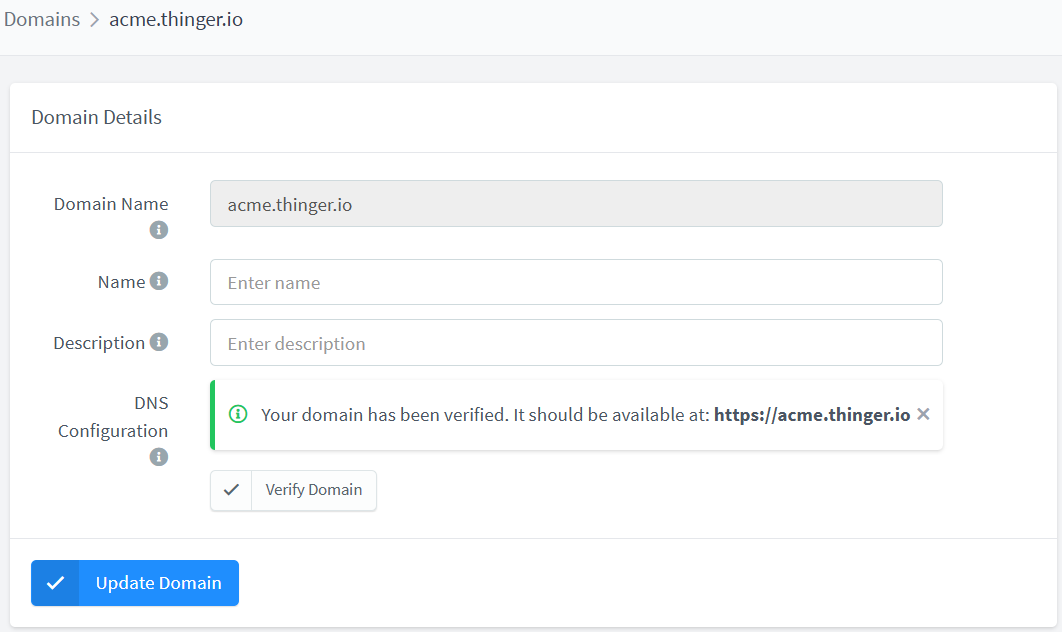 Domains > acme.thinger.io
Domain Details
Domain Name
acme.thinger.io
Name
Enter name
Description
Enter description
DNS
Configuration
Your domain has been verified. It should be available at: https://acme.thinger.io
Verify Domain
Update Domain